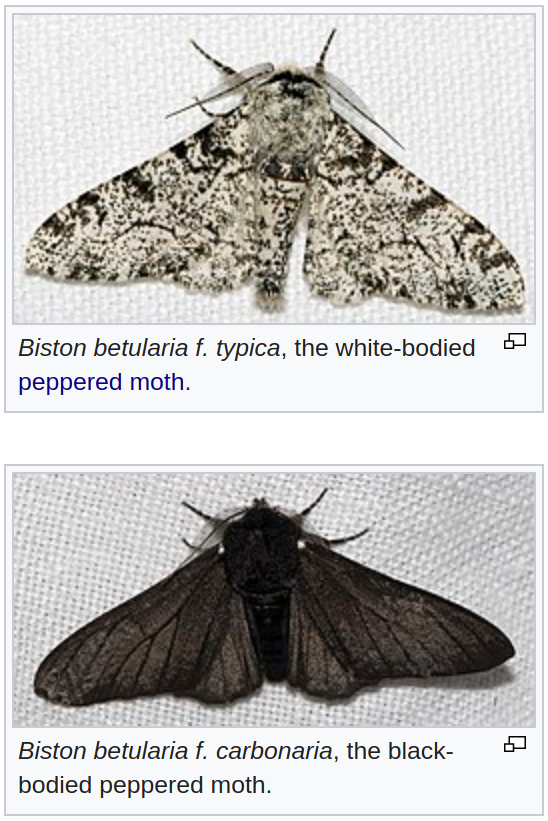 Biston betularia f. typica, the white-bodied
peppered moth.
Biston betularia f. carbonaria, the black-
bodied peppered moth.